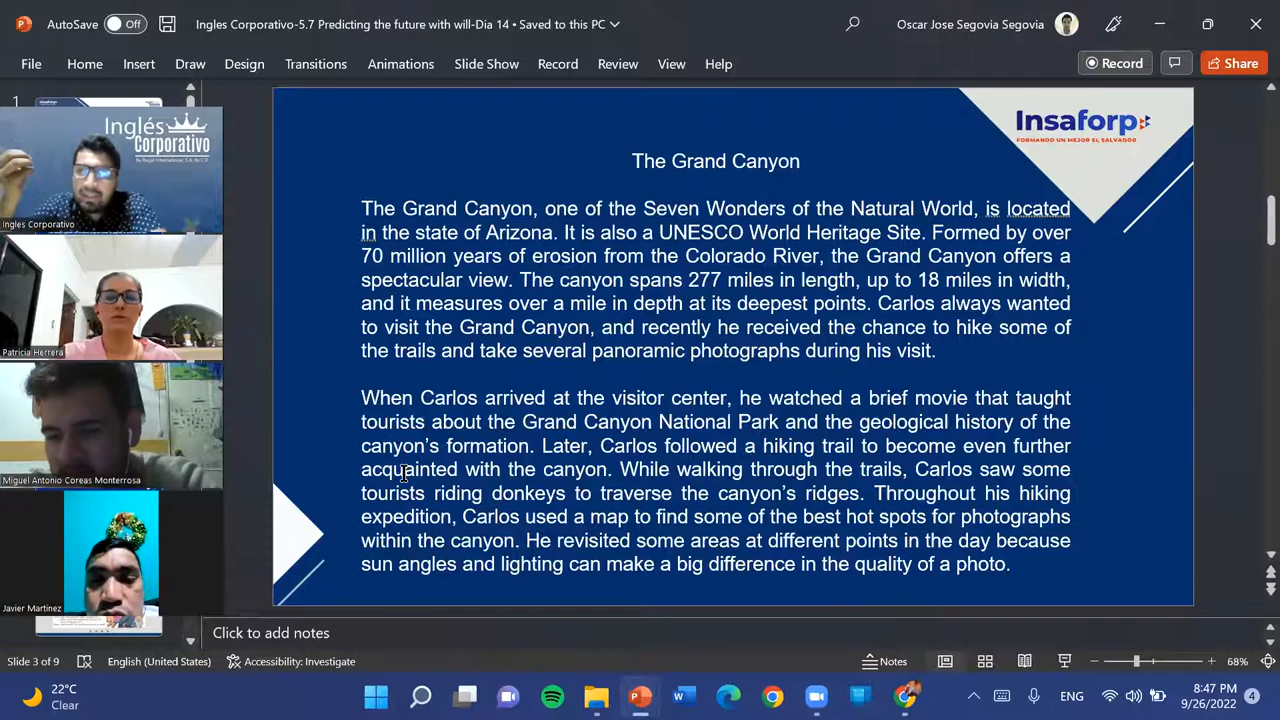 AutoSave Off Ingles Corporativo-5.7 Predicting the future with will-Dia 14 • Saved to this PC Oscar Jose Segovia Segovia
File Home Insert Draw Design Transitions Animations Slide Show Record Review View Help Record Share
1
Inglés
Corporativo
By Regal International, S.A. de C.V.
Ingles Corporativo
Patricia Herrera
Miguel Antonio Coreas Monterrosa
Javier Martinez
Insaforp
FORMANDO UN MEJOR EL SALVADOR
The Grand Canyon
The Grand Canyon, one of the Seven Wonders of the Natural World, is located
in the state of Arizona. It is also a UNESCO World Heritage Site. Formed by over
70 million years of erosion from the Colorado River, the Grand Canyon offers a
spectacular view. The canyon spans 277 miles in length, up to 18 miles in width,
and it measures over a mile in depth at its deepest points. Carlos always wanted
to visit the Grand Canyon, and recently he received the chance to hike some of
the trails and take several panoramic photographs during his visit.
When Carlos arrived at the visitor center, he watched a brief movie that taught
tourists about the Grand Canyon National Park and the geological history of the
canyon's formation. Later, Carlos followed a hiking trail to become even further
acquainted with the canyon. While walking through the trails, Carlos saw some
tourists riding donkeys to traverse the canyon's ridges. Throughout his hiking
expedition, Carlos used a map to find some of the best hot spots for photographs
within the canyon. He revisited some areas at different points in the day because
sun angles and lighting can make a big difference in the quality of a photo.
Click to add notes
Slide 3 of 9 English (United States) Accessibility: Investigate Notes 68%
22°C
Clear
ENG
8:47 PM
9/26/2022
4